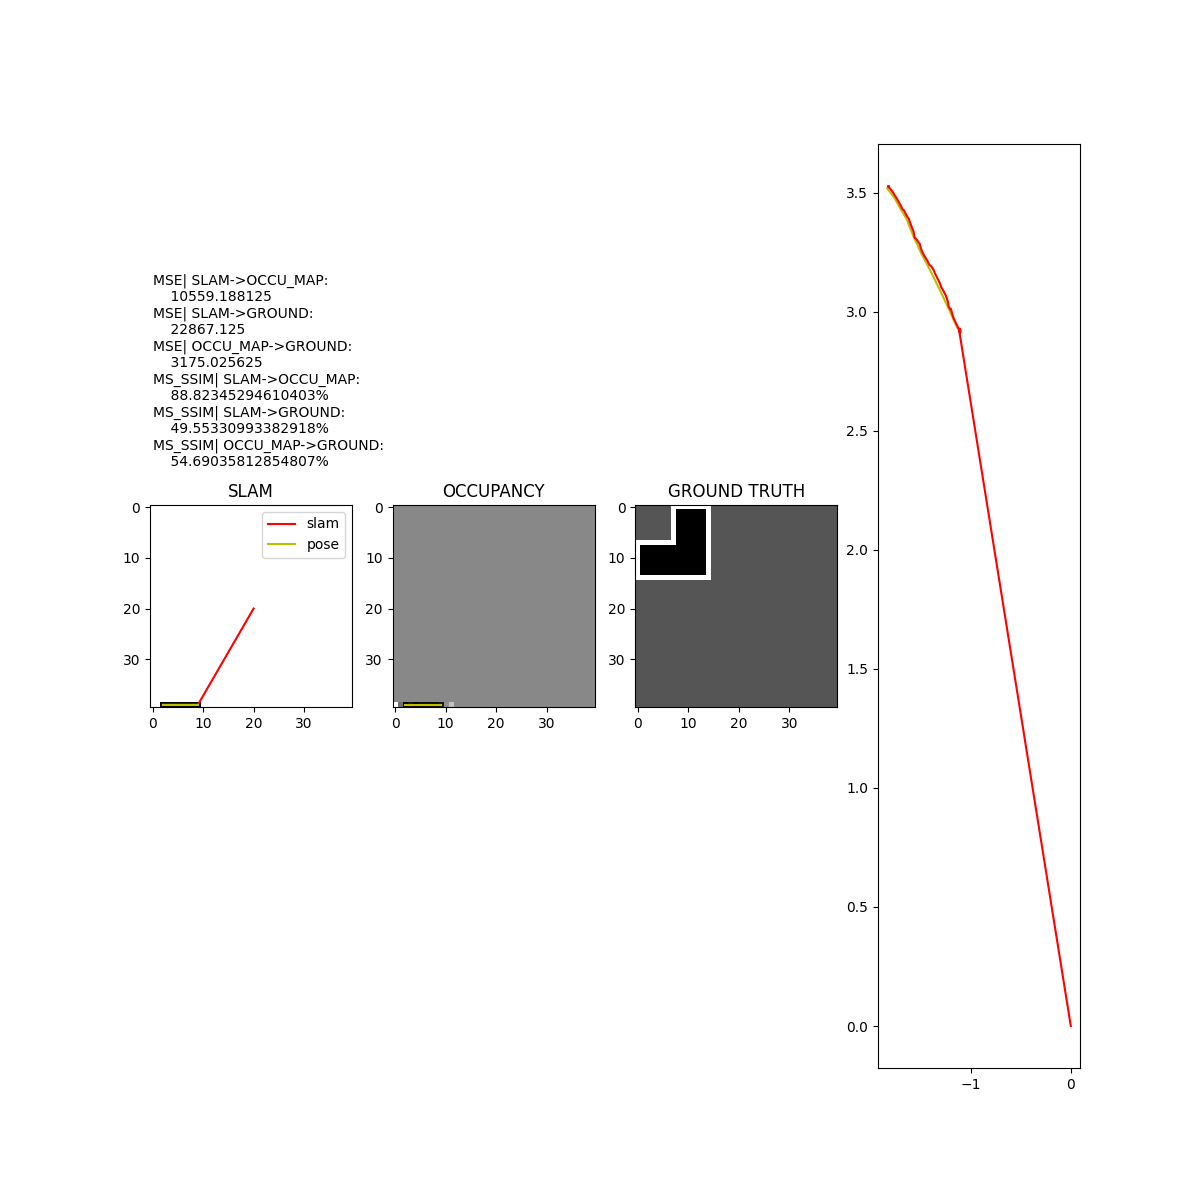 MSE| SLAM->OCCU_MAP:
10559.188125
MSE| SLAM->GROUND:
22867.125
MSE| OCCU_MAP->GROUND:
3175.025625
MS_SSIM| SLAM->OCCU_MAP:
88.82345294610403%
MS_SSIM| SLAM->GROUND:
49.55330993382918%
MS_SSIM| OCCU_MAP->GROUND:
54.69035812854807%
SLAM
0
10
20
30
0 10 20 30
slam
pose
OCCUPANCY
0
10
20
30
0 10 20 30
GROUND TRUTH
0
10
20
30
0 10 20 30
3.5
3.0
2.5
2.0
1.5
1.0
0.5
0.0
−1 0